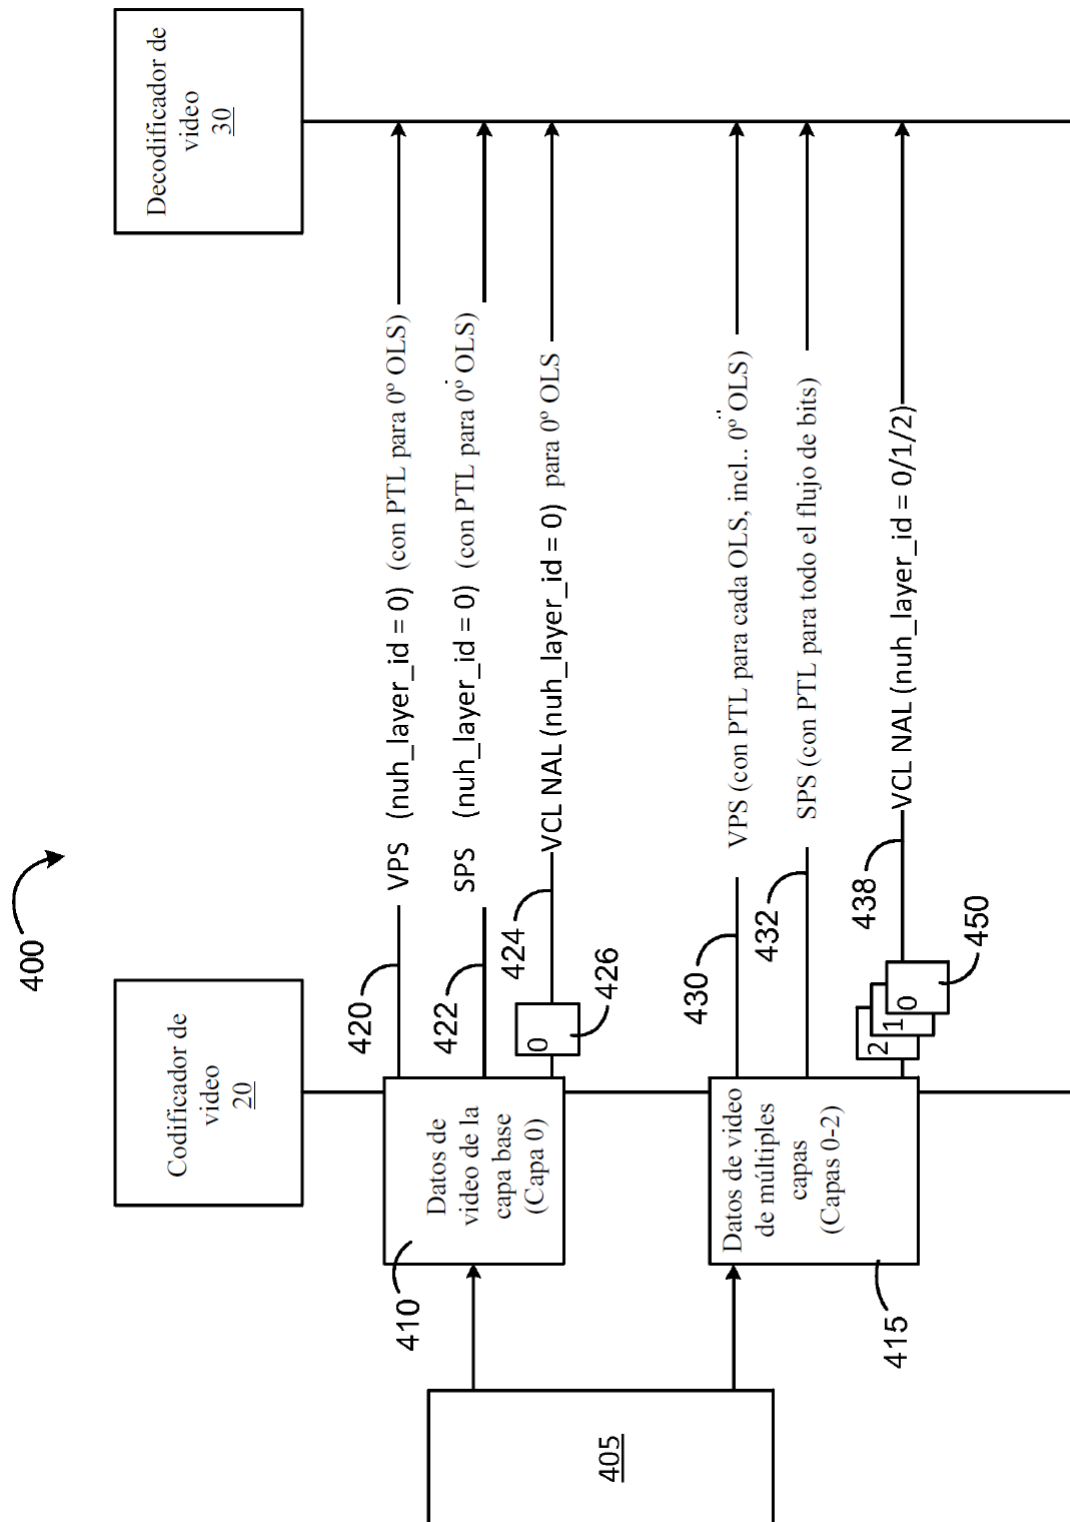 400
Codificador de
video
20
Decodificador de
video
30
405
410
Datos de
video de la
capa base
(Capa 0)
420
VPS (nuh_layer_id = 0) (con PTL para 0º OLS)
422
SPS (nuh_layer_id = 0) (con PTL para 0º OLS)
0
426
424
VCL NAL (nuh_layer_id = 0) para 0º OLS
415
Datos de video
de múltiples
capas
(Capas 0-2)
430
VPS (con PTL para cada OLS, incl.. 0º OLS)
432
SPS (con PTL para todo el flujo de bits)
2
1
0
450
438
VCL NAL (nuh_layer_id = 0/1/2)